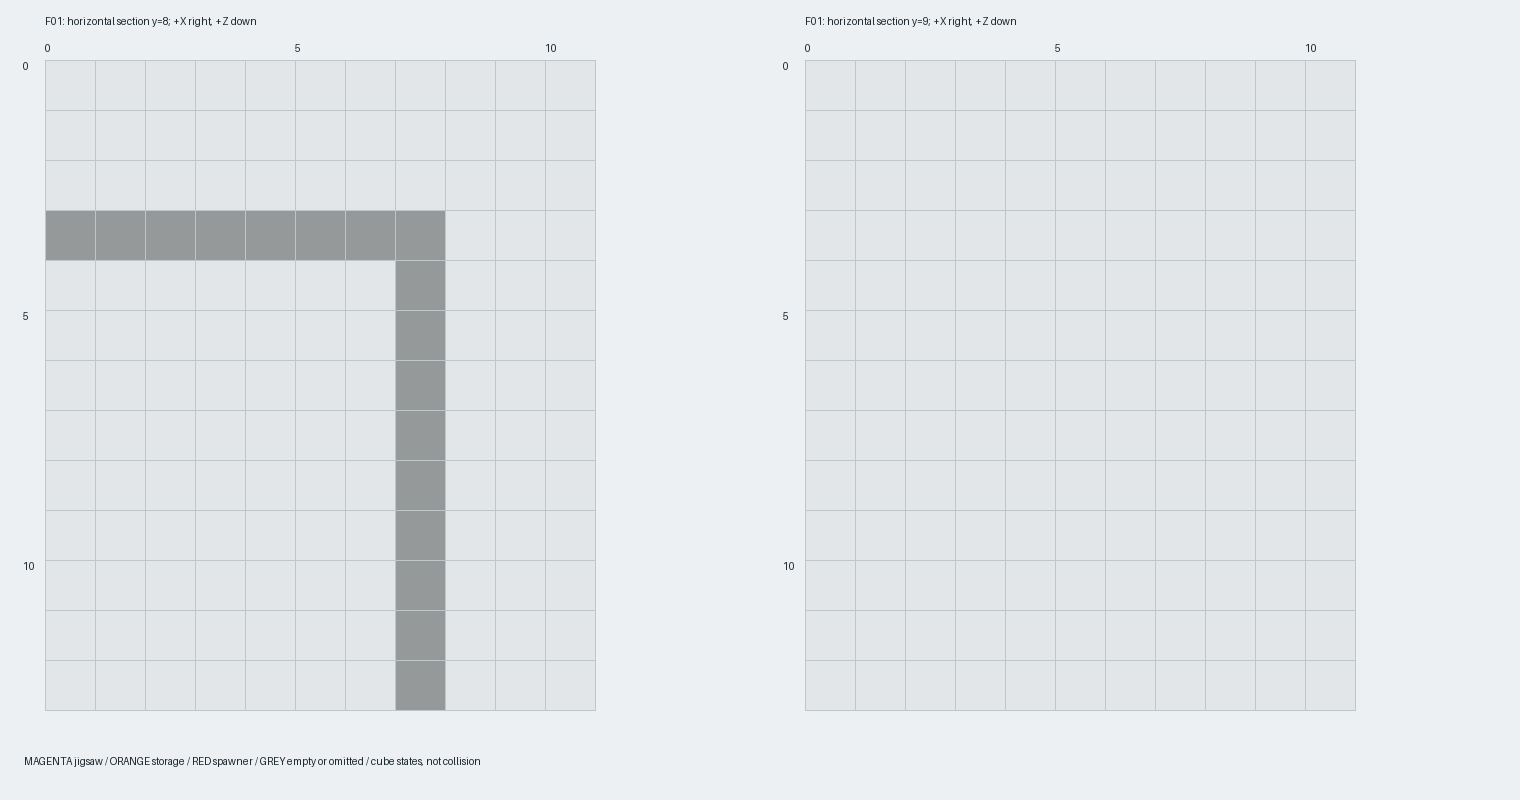 F01: horizontal section y=8; +X right, +Z down
F01: horizontal section y=9; +X right, +Z down
0 5 10
0 5 10
0
0
5
5
10
10
MAGENTA jigsaw / ORANGE storage / RED spawner / GREY empty or omitted / cube states, not collision